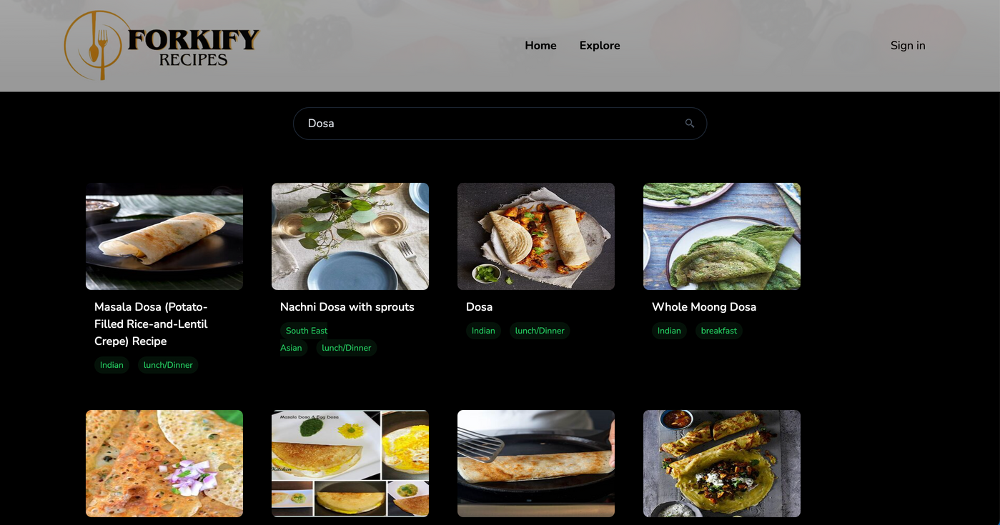 FORKIFY
RECIPES
Home
Explore
Sign in
Dosa
Masala Dosa (Potato-
Filled Rice-and-Lentil
Crepe) Recipe
Indian
lunch/Dinner
Nachni Dosa with sprouts
South East
Asian
lunch/Dinner
Dosa
Indian
lunch/Dinner
Whole Moong Dosa
Indian
breakfast
Masala Dosa & Egg Dosa
Kitchen